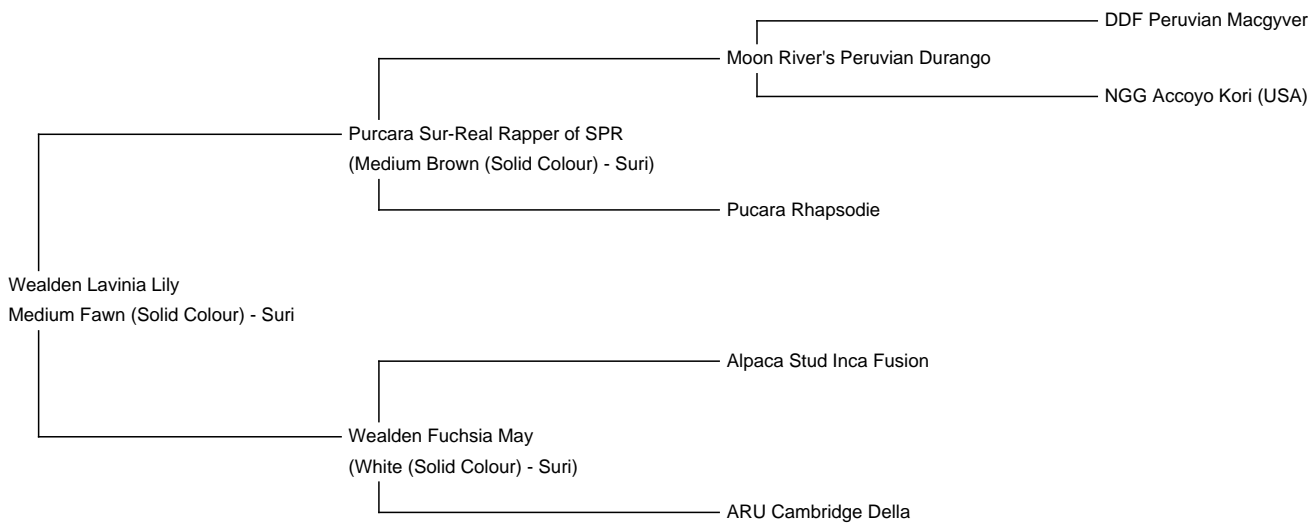 DDF Peruvian Macgyver
Moon River's Peruvian Durango
NGG Accoyo Kori (USA)
Purcara Sur-Real Rapper of SPR
(Medium Brown (Solid Colour) - Suri)
Pucara Rhapsodie
Wealden Lavinia Lily
Medium Fawn (Solid Colour) - Suri
Alpaca Stud Inca Fusion
Wealden Fuchsia May
(White (Solid Colour) - Suri)
ARU Cambridge Della